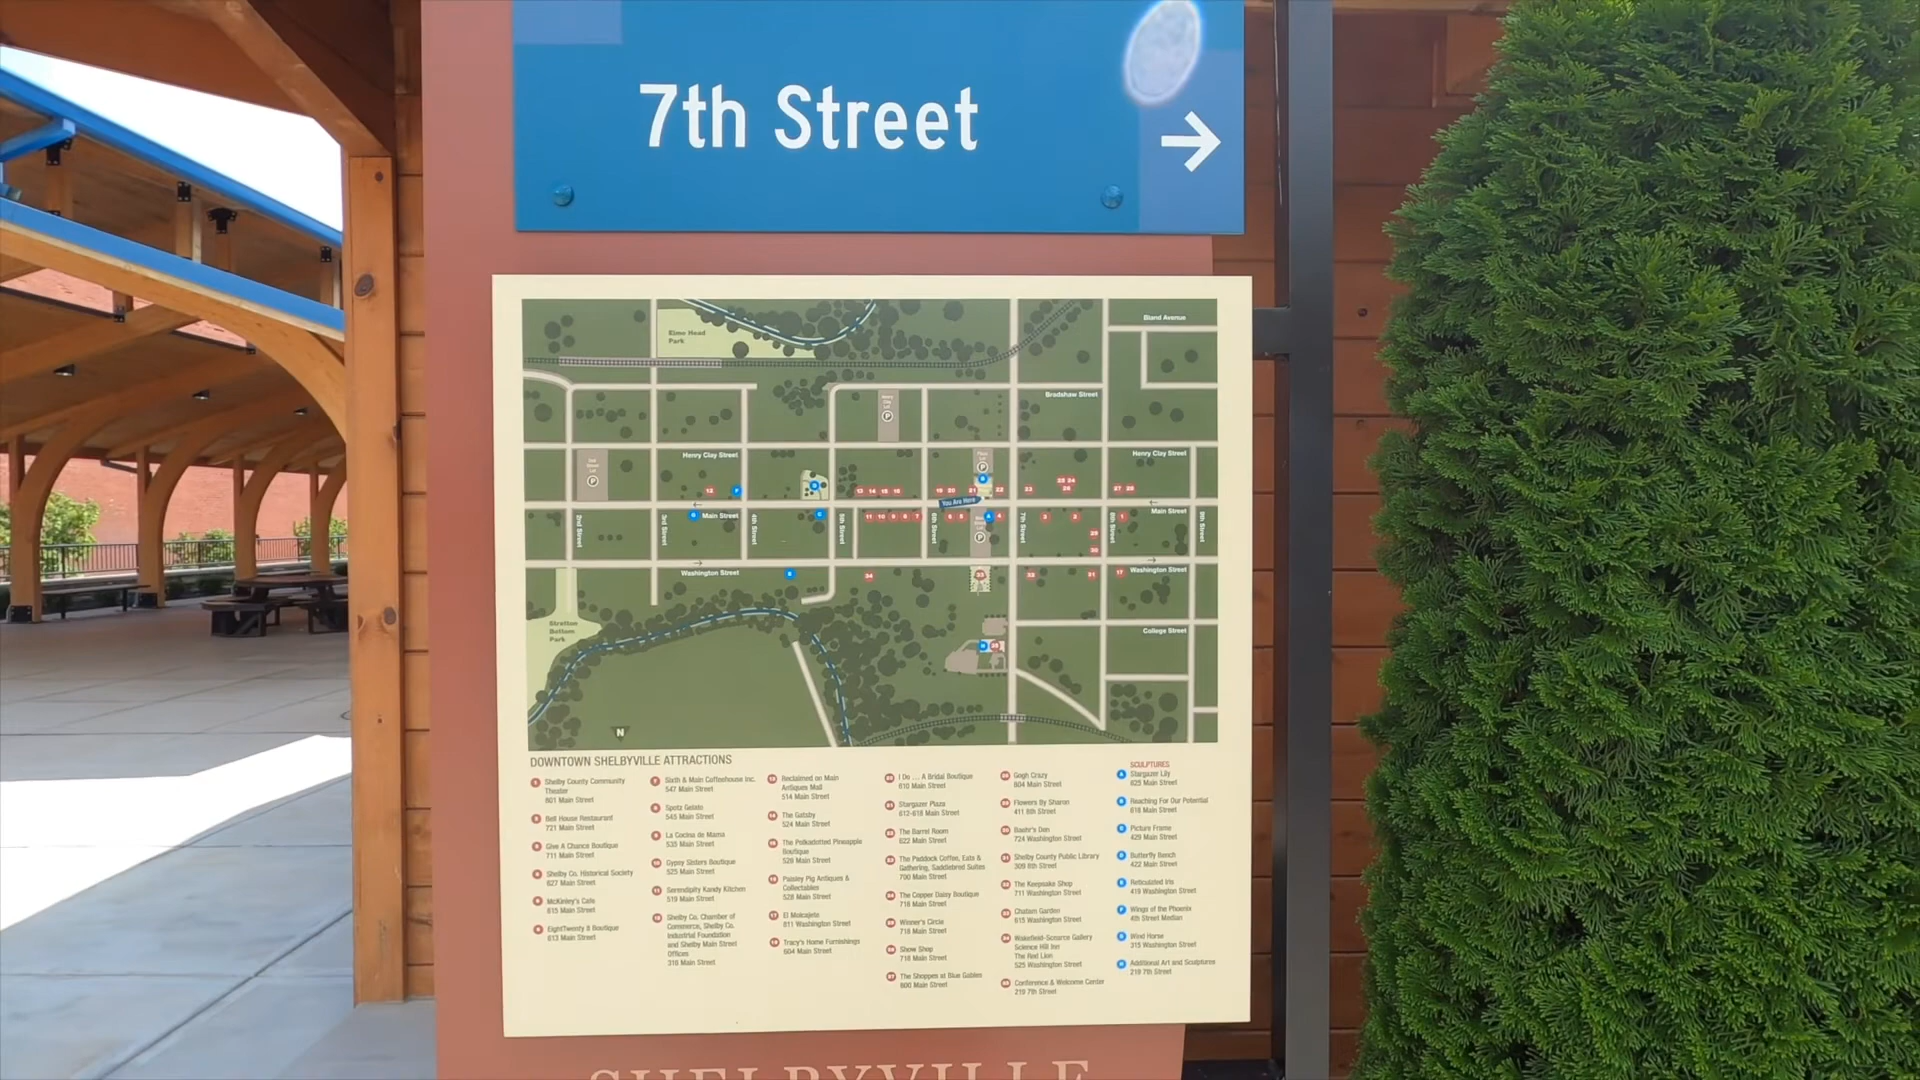 7th Street
Elmo Head
Park
Bland Avenue
Bradshaw Street
Henry Clay Street
Henry Clay Street
You Are Here
Main Street
Main Street
2nd Street
3rd Street
4th Street
5th Street
6th Street
7th Street
8th Street
9th Street
Washington Street
Washington Street
Stratton
Bottom
Park
College Street
N
DOWNTOWN SHELBYVILLE ATTRACTIONS
Shelby County Community
Theater
801 Main Street
Bell House Restaurant
721 Main Street
Give A Chance Boutique
711 Main Street
Shelby Co. Historical Society
627 Main Street
McKinley's Cafe
615 Main Street
EightTwenty 8 Boutique
613 Main Street
Sixth & Main Coffeehouse Inc.
547 Main Street
Spotz Gelato
545 Main Street
La Cocina de Mama
535 Main Street
Gypsy Sisters Boutique
525 Main Street
Serendipity Kandy Kitchen
519 Main Street
Shelby Co. Chamber of
Commerce, Shelby Co.
Industrial Foundation
and Shelby Main Street
Offices
316 Main Street
Reclaimed on Main
Antiques Mall
514 Main Street
The Gatsby
524 Main Street
The Polkadotted Pineapple
Boutique
526 Main Street
Paisley Pig Antiques &
Collectables
528 Main Street
El Molcajete
811 Washington Street
Tracy's Home Furnishings
604 Main Street
I Do ... A Bridal Boutique
610 Main Street
Stargazer Plaza
612-618 Main Street
The Barrel Room
622 Main Street
The Paddock Coffee, Eats &
Gathering, Saddlebred Suites
700 Main Street
The Copper Daisy Boutique
716 Main Street
Winner's Circle
718 Main Street
Show Shop
718 Main Street
The Shoppes at Blue Gables
800 Main Street
Gogh Crazy
804 Main Street
Flowers By Sharon
411 8th Street
Baehr's Den
724 Washington Street
Shelby County Public Library
309 8th Street
The Keepsake Shop
711 Washington Street
Chatam Garden
615 Washington Street
Wakefield-Scearce Gallery
Science Hill Inn
The Red Lion
525 Washington Street
Conference & Welcome Center
219 7th Street
SCULPTURES
Stargazer Lily
625 Main Street
Reaching For Our Potential
618 Main Street
Picture Frame
429 Main Street
Butterfly Bench
422 Main Street
Reticulated Iris
419 Washington Street
Wings of the Phoenix
4th Street Median
Wind Horse
315 Washington Street
Additional Art and Sculptures
219 7th Street
SHELBYVILLE